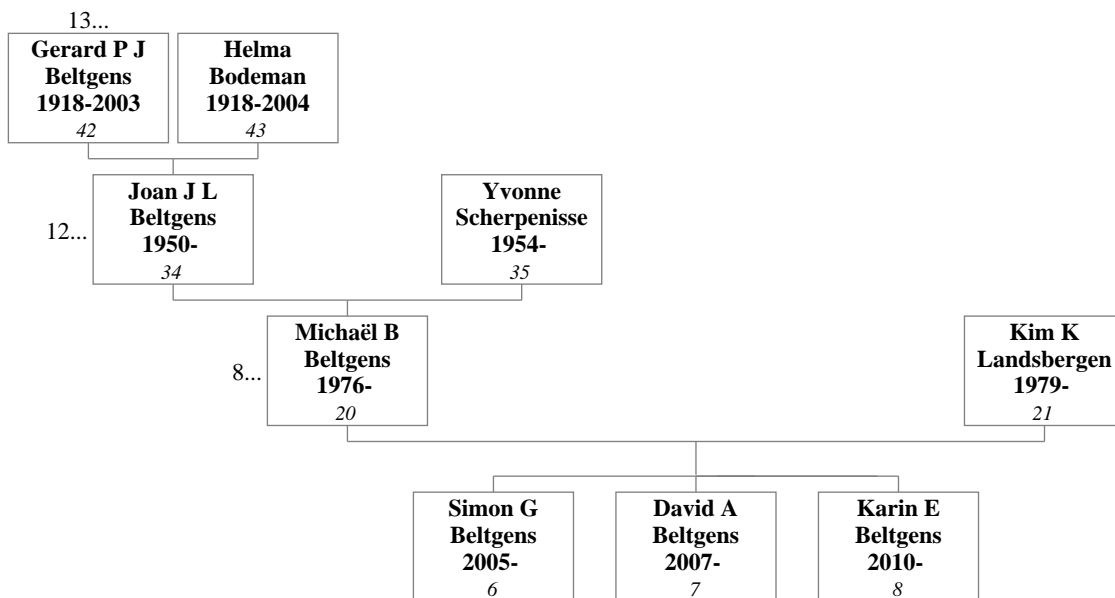 13...
Gerard P J
Beltgens
1918-2003
42
Helma
Bodeman
1918-2004
43
12...
Joan J L
Beltgens
1950-
34
Yvonne
Scherpenisse
1954-
35
8...
Michaël B
Beltgens
1976-
20
Kim K
Landsbergen
1979-
21
Simon G
Beltgens
2005-
6
David A
Beltgens
2007-
7
Karin E
Beltgens
2010-
8